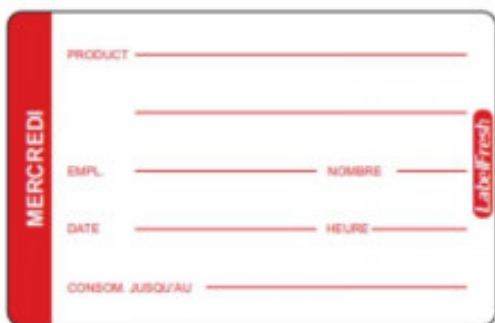 MERCREDI
PRODUCT
EMPL. NOMBRE
DATE HEURE
CONSOM. JUSQU'AU
LabelFresh